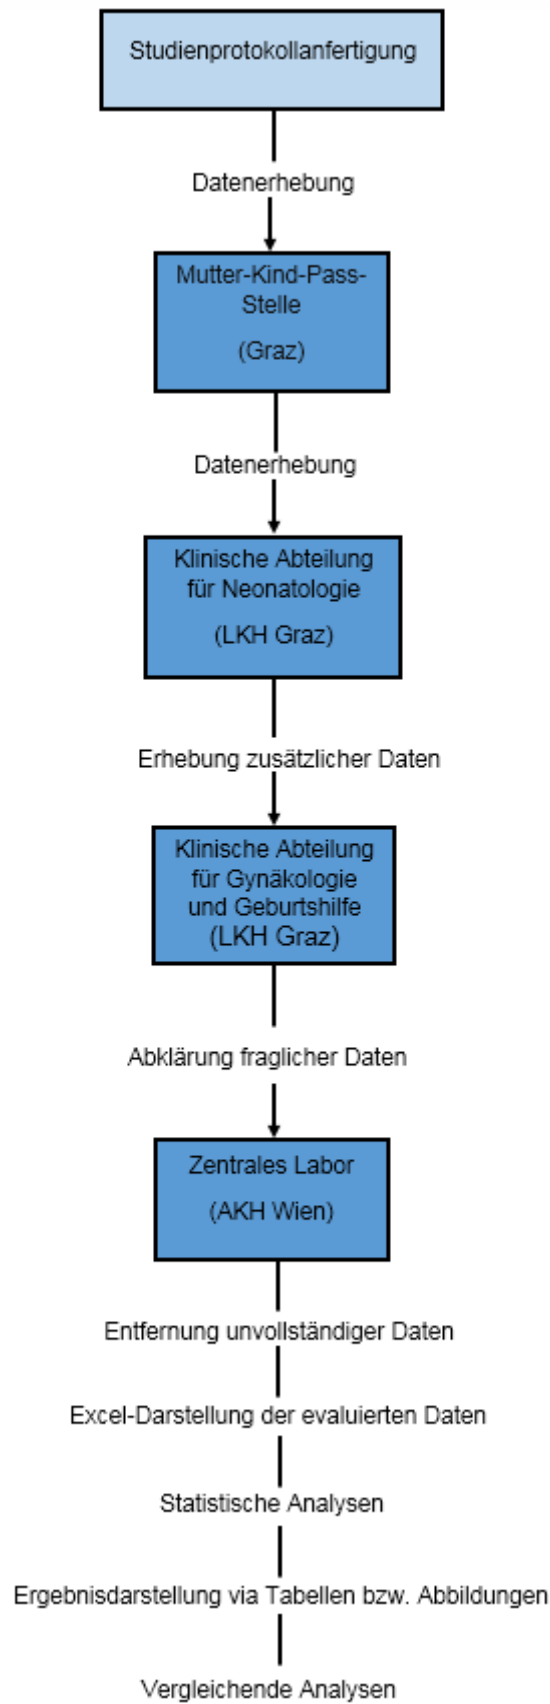 Studienprotokollanfertigung
Datenerhebung
Mutter-Kind-Pass-
Stelle
(Graz)
Datenerhebung
Klinische Abteilung
für Neonatologie
(LKH Graz)
Erhebung zusätzlicher Daten
Klinische Abteilung
für Gynäkologie
und Geburtshilfe
(LKH Graz)
Abklärung fraglicher Daten
Zentrales Labor
(AKH Wien)
Entfernung unvollständiger Daten
Excel-Darstellung der evaluierten Daten
Statistische Analysen
Ergebnisdarstellung via Tabellen bzw. Abbildungen
Vergleichende Analysen